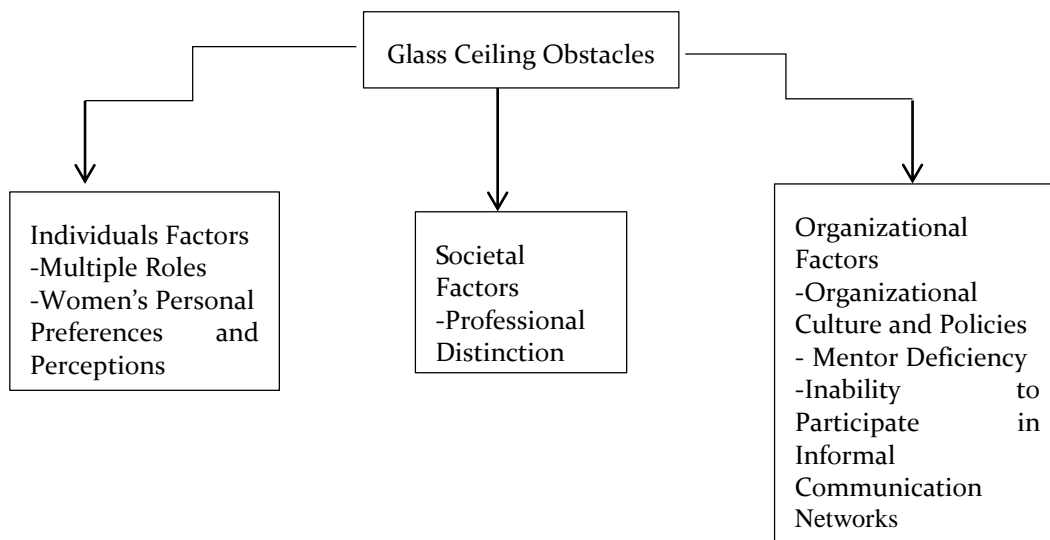 Glass Ceiling Obstacles
Individuals Factors
-Multiple Roles
-Women’s Personal
Preferences and
Perceptions
Societal
Factors
-Professional
Distinction
Organizational
Factors
-Organizational
Culture and Policies
- Mentor Deficiency
-Inability to
Participate in
Informal
Communication
Networks